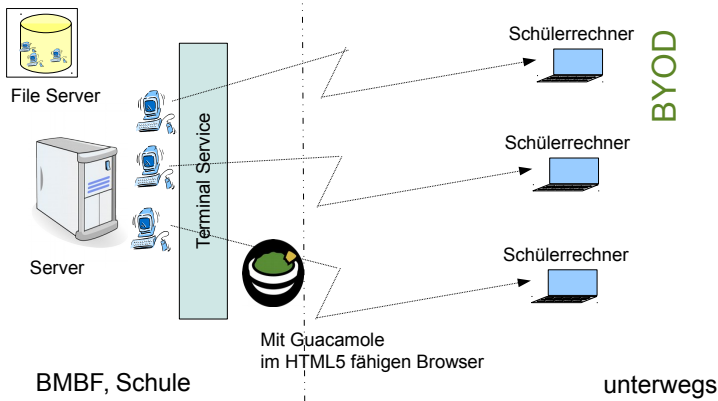 File Server
Server
Terminal Service
Schülerrechner
BYOD
Schülerrechner
Schülerrechner
Mit Guacamole
im HTML5 fähigen Browser
BMBF, Schule
unterwegs